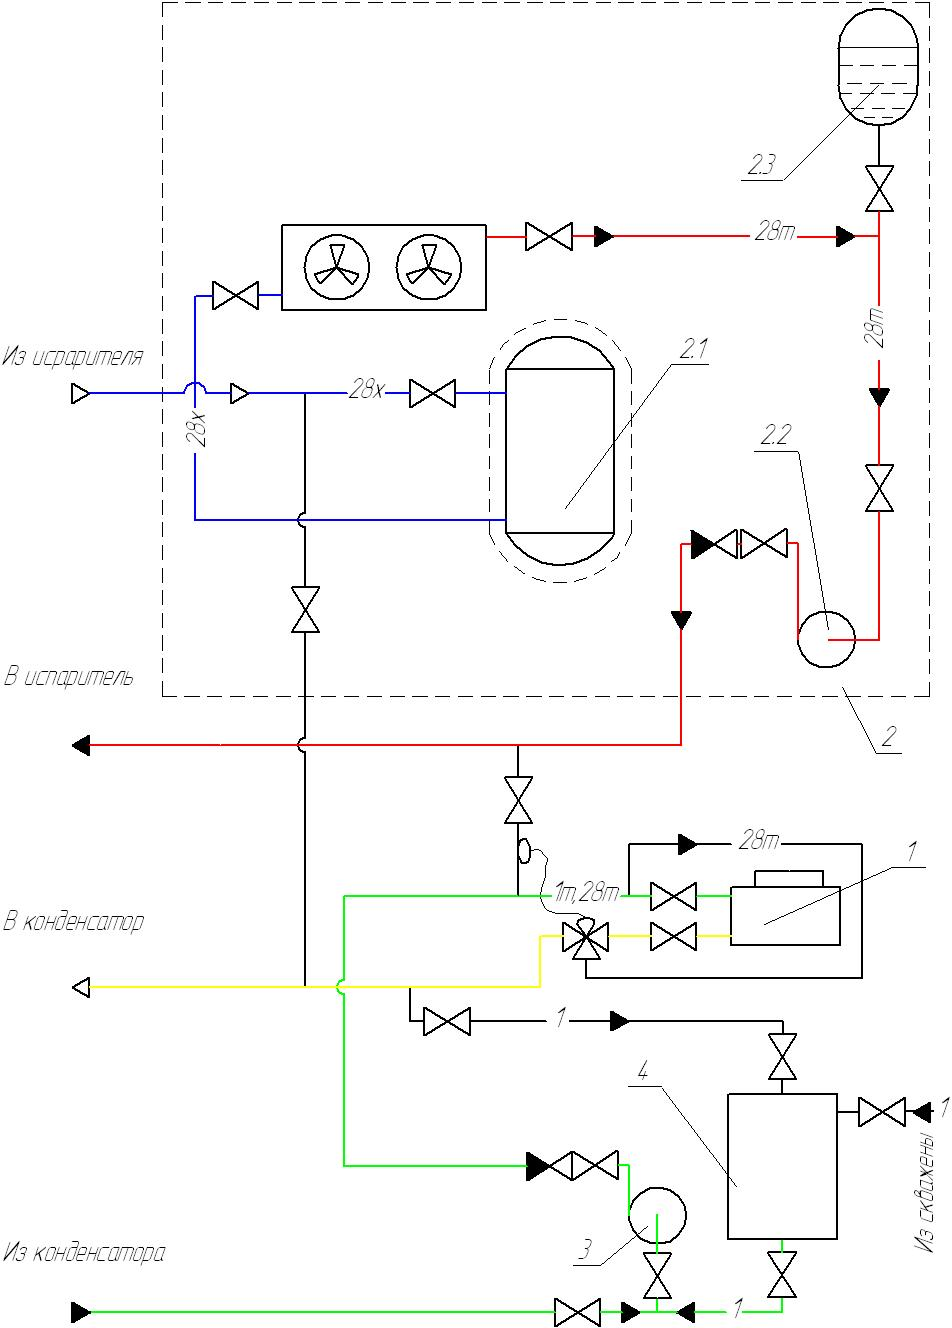 2.3
28т
28т
Из исрарителя
2.1
28х
28х
2.2
В испаритель
2
28т
1
1т,28т
В конденсатор
1
4
1
Из скважены
3
Из конденсатора
1